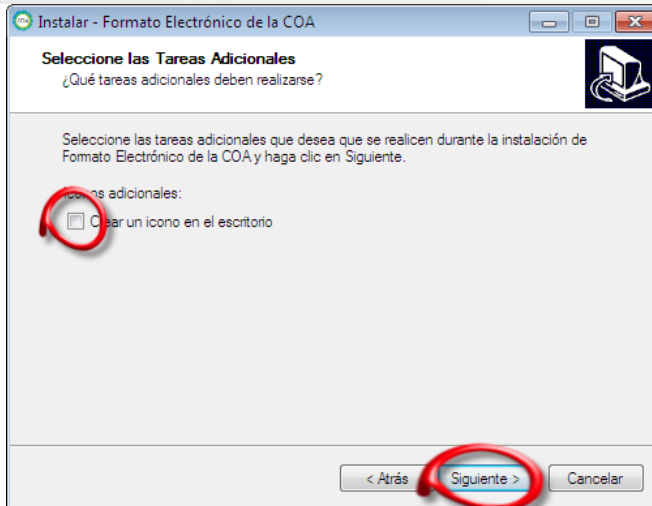 Instalar - Formato Electrónico de la COA
Seleccione las Tareas Adicionales
¿Qué tareas adicionales deben realizarse?
Seleccione las tareas adicionales que desea que se realicen durante la instalación de
Formato Electrónico de la COA y haga clic en Siguiente.
Iconos adicionales:
Crear un icono en el escritorio
< Atrás
Siguiente >
Cancelar